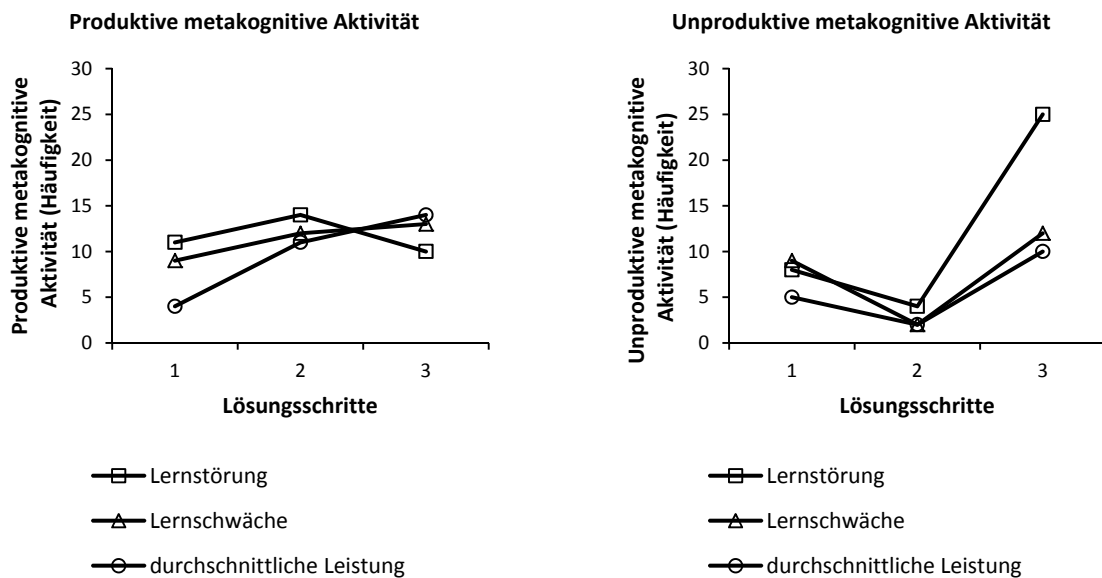 Produktive metakognitive Aktivität
Produktive metakognitive
Aktivität (Häufigkeit)
30
25
20
15
10
5
0
1 2 3
Lösungsschritte
Lernstörung
Lernschwäche
durchschnittliche Leistung
Unproduktive metakognitive Aktivität
Unproduktive metakognitive
Aktivität (Häufigkeit)
30
25
20
15
10
5
0
1 2 3
Lösungsschritte
Lernstörung
Lernschwäche
durchschnittliche Leistung